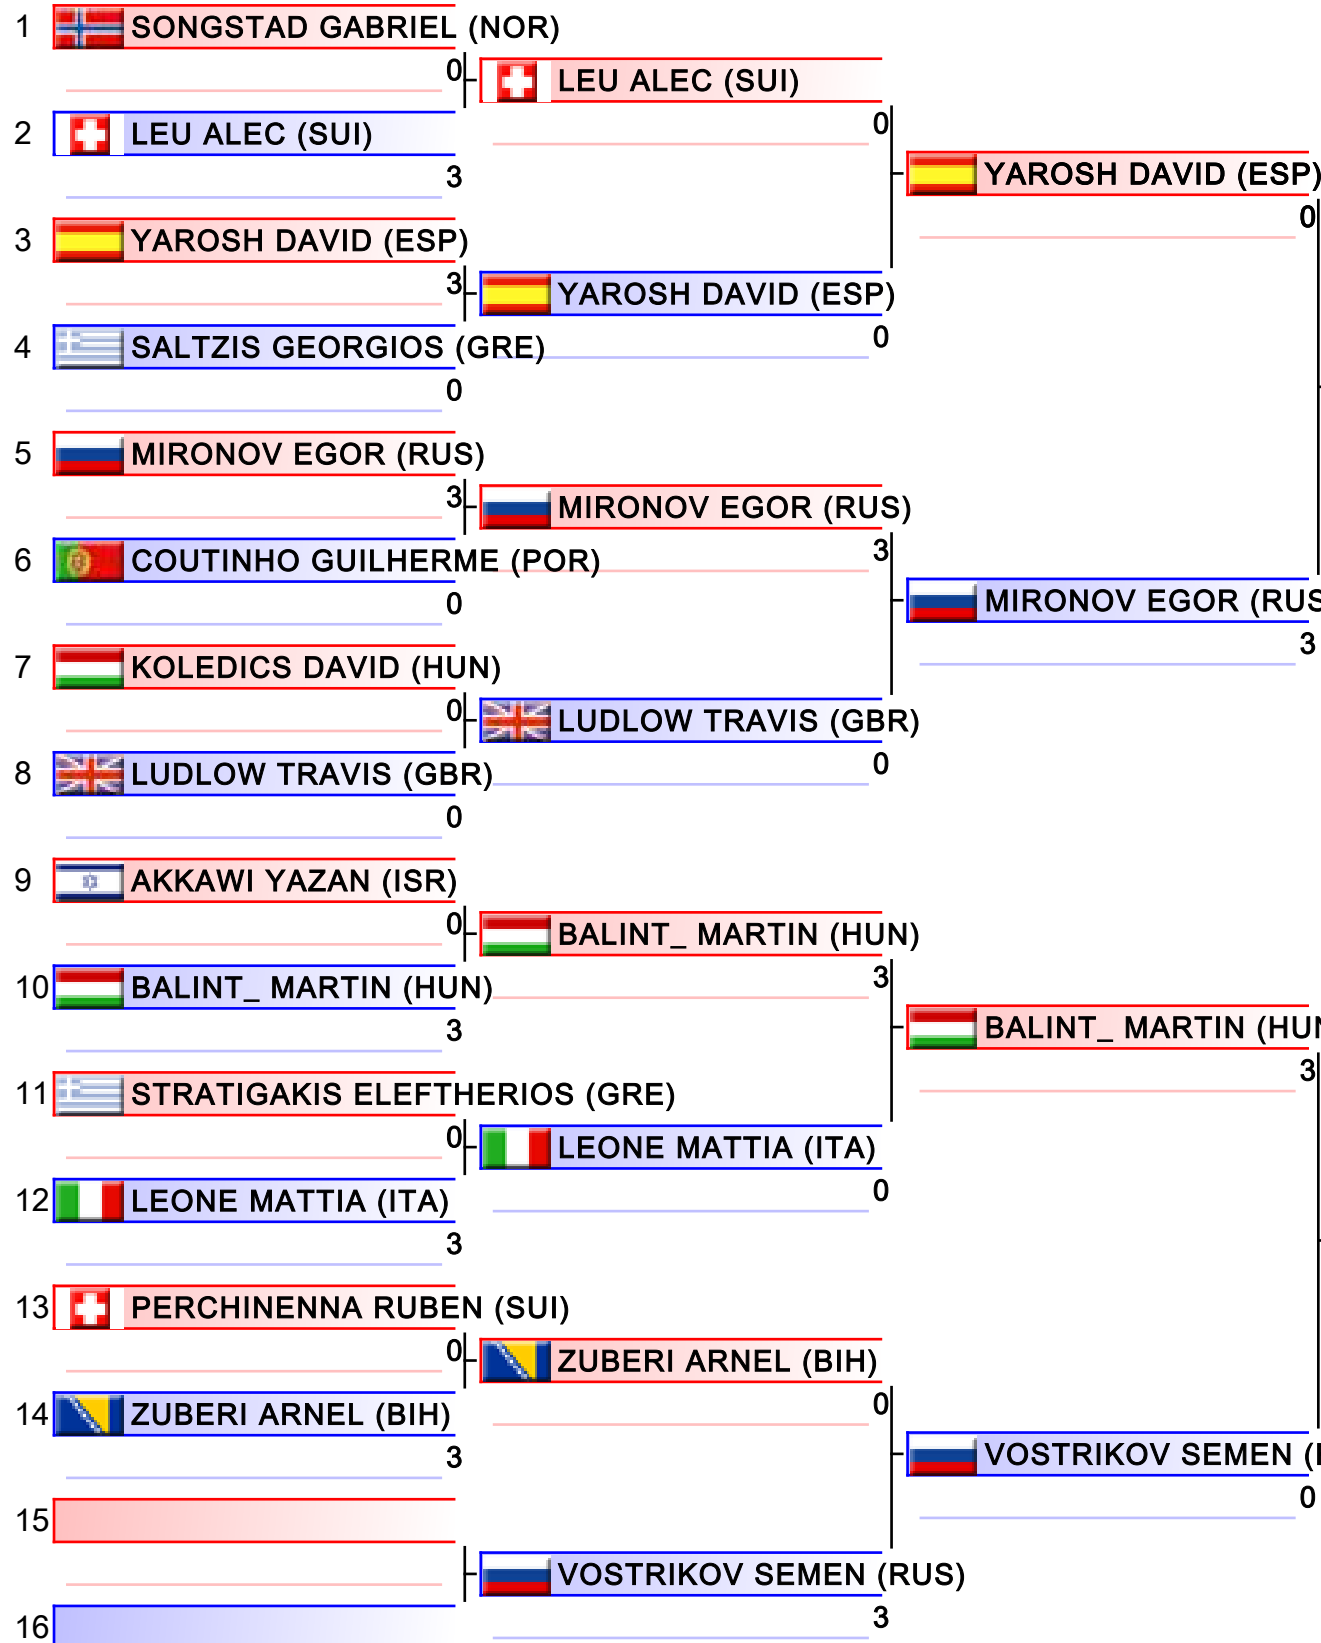 1 SONGSTAD GABRIEL (NOR)
0
LEU ALEC (SUI)
0
2 LEU ALEC (SUI)
3
YAROSH DAVID (ESP)
0
3 YAROSH DAVID (ESP)
3
YAROSH DAVID (ESP)
0
4 SALTZIS GEORGIOS (GRE)
0
5 MIRONOV EGOR (RUS)
3
MIRONOV EGOR (RUS)
3
6 COUTINHO GUILHERME (POR)
0
MIRONOV EGOR (RUS
3
7 KOLEDICS DAVID (HUN)
0
LUDLOW TRAVIS (GBR)
0
8 LUDLOW TRAVIS (GBR)
0
9 AKKAWI YAZAN (ISR)
0
BALINT_ MARTIN (HUN)
3
10 BALINT_ MARTIN (HUN)
3
BALINT_ MARTIN (HUN
3
11 STRATIGAKIS ELEFTHERIOS (GRE)
0
LEONE MATTIA (ITA)
0
12 LEONE MATTIA (ITA)
3
13 PERCHINENNA RUBEN (SUI)
0
ZUBERI ARNEL (BIH)
0
14 ZUBERI ARNEL (BIH)
3
VOSTRIKOV SEMEN (
0
15
VOSTRIKOV SEMEN (RUS)
3
16